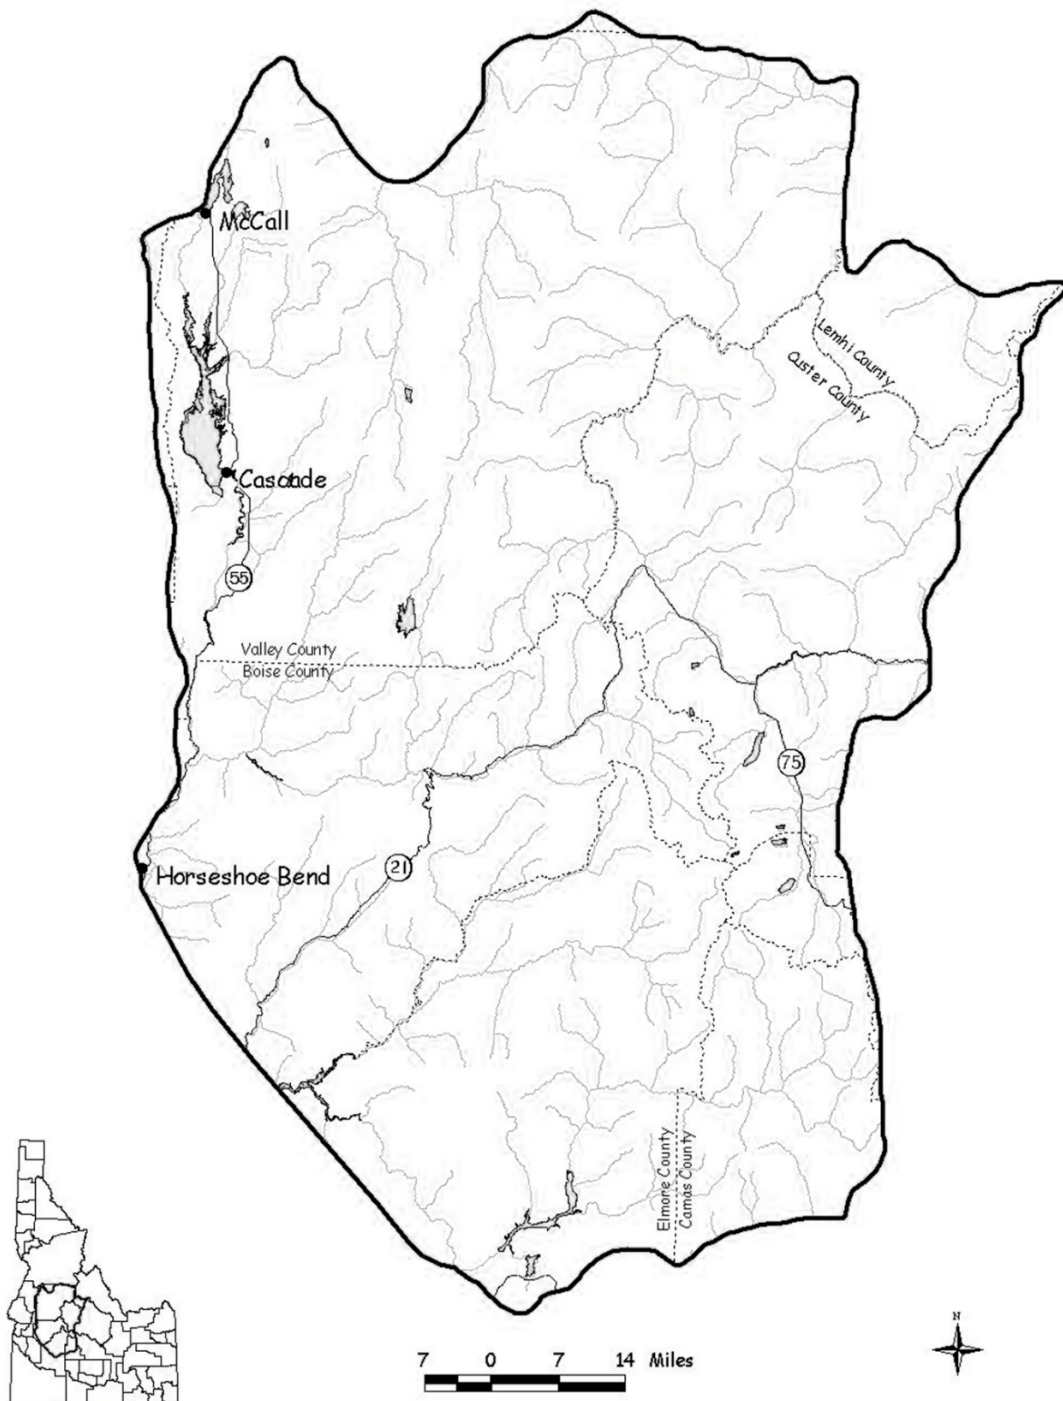 McCall
Lemhi County
Custer County
Cascade
55
Valley County
Boise County
75
21
Horseshoe Bend
Elmore County
Camas County
N
7 0 7 14 Miles